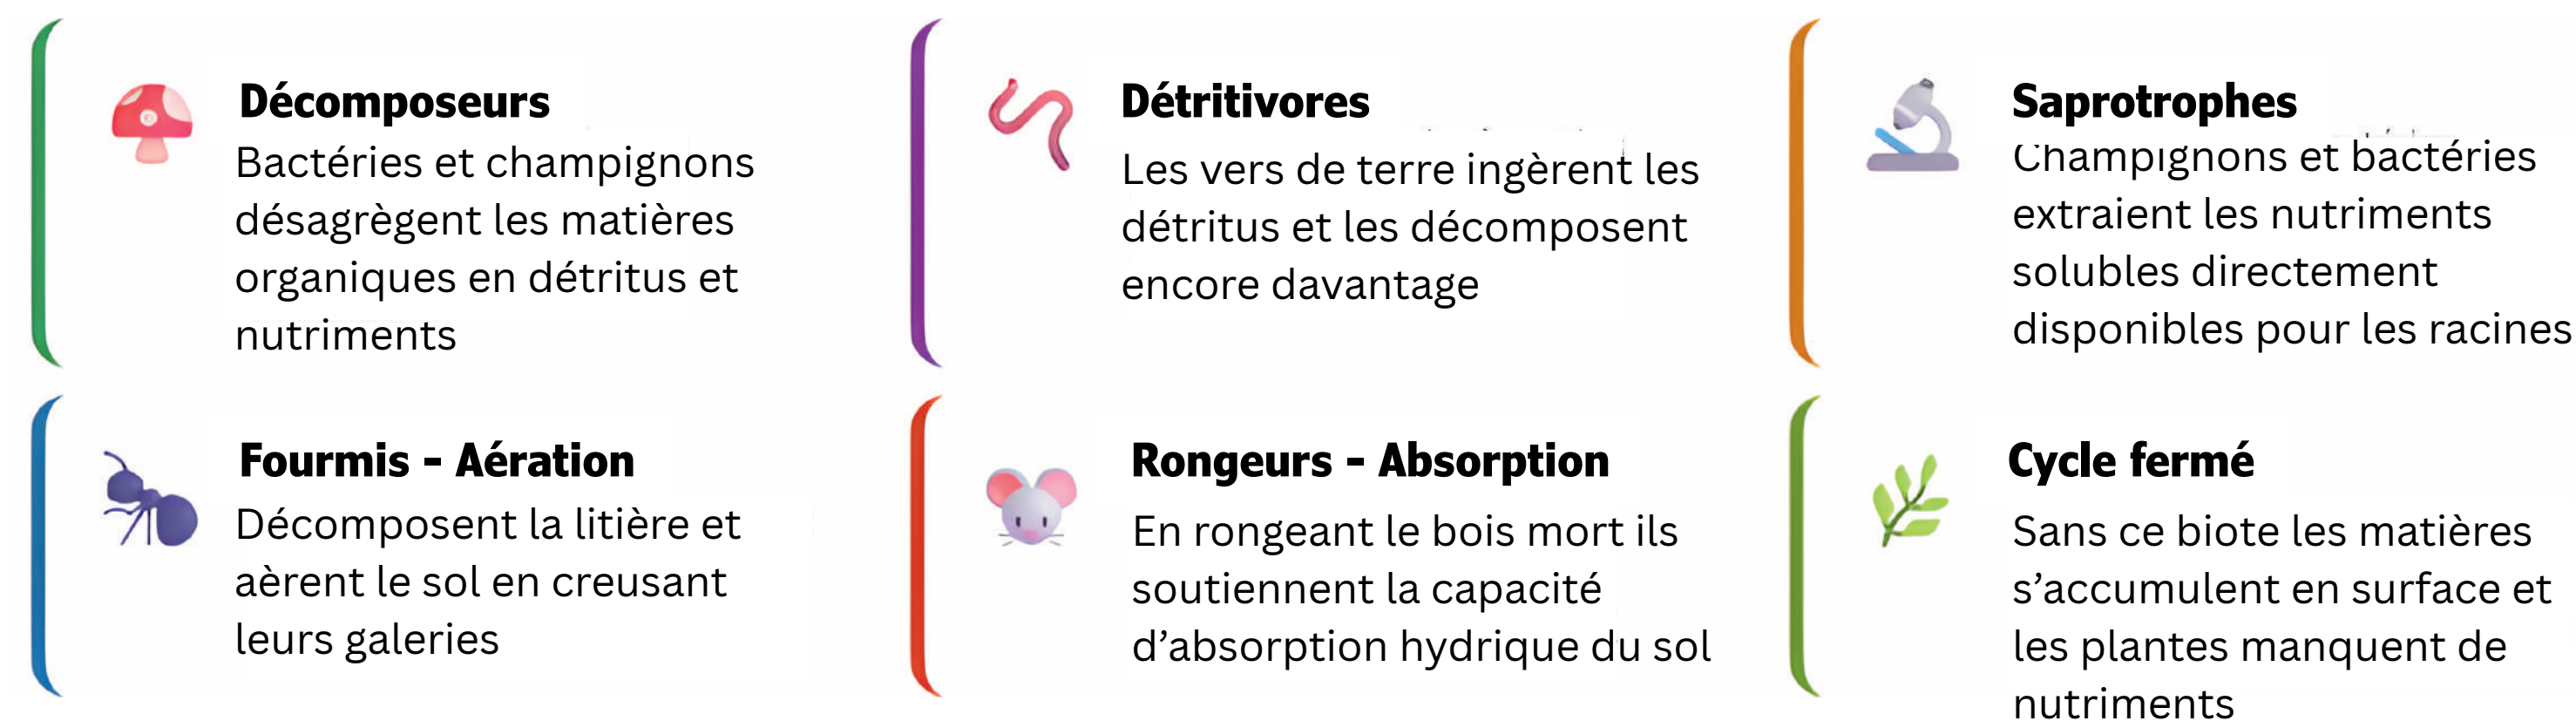 Décomposeurs
Bactéries et champignons
désagrègent les matières
organiques en détritus et
nutriments
Détritivores
Les vers de terre ingèrent les
détritus et les décomposent
encore davantage
Saprotrophes
Champignons et bactéries
extraient les nutriments
solubles directement
disponibles pour les racines
Fourmis - Aération
Décomposent la litière et
aèrent le sol en creusant
leurs galeries
Rongeurs - Absorption
En rongeant le bois mort ils
soutiennent la capacité
d’absorption hydrique du sol
Cycle fermé
Sans ce biote les matières
s’accumulent en surface et
les plantes manquent de
nutriments